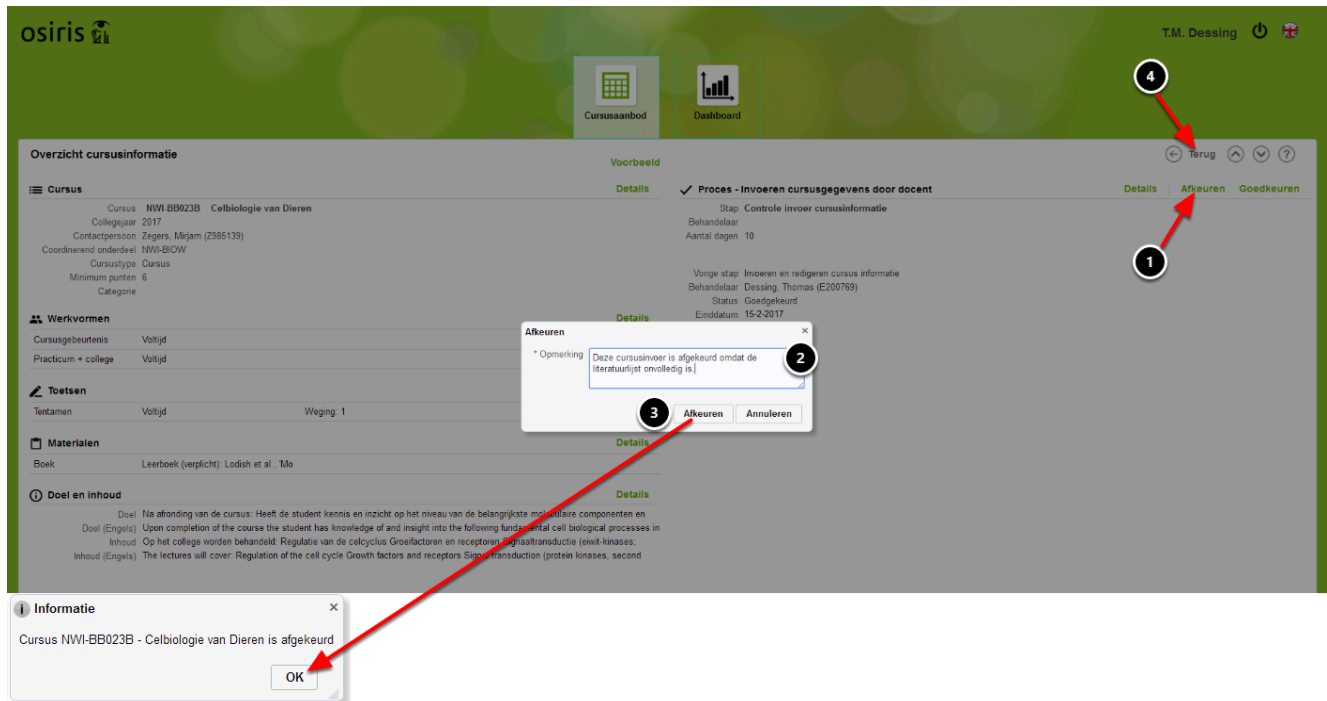 osiris
T.M. Dessing
4
Cursusaanbod
Dashboard
Overzicht cursusinformatie
Voorbeeld
Terug
Cursus
Details
Cursus NWI-BB023B Celbiologie van Dieren
Collegejaar 2017
Contactpersoon Zegers, Mirjam (Z985139)
Coordinerend onderdeel NWI-BIOW
Cursustype Cursus
Minimum punten 6
Categorie
Werkvormen
Details
Cursusgebeurtenis Voltijd
Practicum + college Voltijd
Toetsen
Tentamen Voltijd Weging: 1
Materialen
Details
Boek Leerboek (verplicht): Lodish et al., 'Mo
Doel en inhoud
Details
Doel Na afronding van de cursus: Heeft de student kennis en inzicht op het niveau van de belangrijkste moleculaire componenten en
Doel (Engels) Upon completion of the course the student has knowledge of and insight into the following fundamental cell biological processes in
Inhoud Op het college worden behandeld: Regulatie van de celcyclus Groeifactoren en receptoren Signaaltransductie (eiwit-kinases;
Inhoud (Engels) The lectures will cover: Regulation of the cell cycle Growth factors and receptors Signal transduction (protein kinases, second
Proces - Invoeren cursusgegevens door docent
Details Afkeuren Goedkeuren
Stap Controle invoer cursusinformatie
Behandelaar
Aantal dagen 10
1
Vorige stap Invoeren en redigeren cursus informatie
Behandelaar Dessing, Thomas (E200769)
Status Goedgekeurd
Einddatum 15-2-2017
Afkeuren ×
* Opmerking Deze cursusinvoer is afgekeurd omdat de
literatuurlijst onvolledig is.
2
3
Afkeuren Annuleren
Informatie ×
Cursus NWI-BB023B - Celbiologie van Dieren is afgekeurd
OK